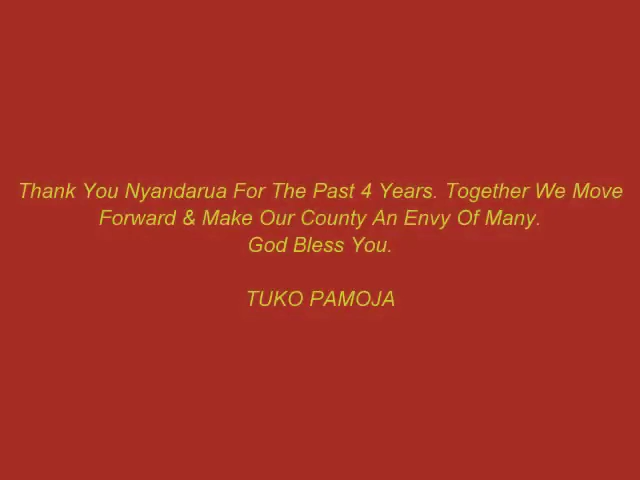 Thank You Nyandarua For The Past 4 Years. Together We Move
Forward & Make Our County An Envy Of Many.
God Bless You.
TUKO PAMOJA